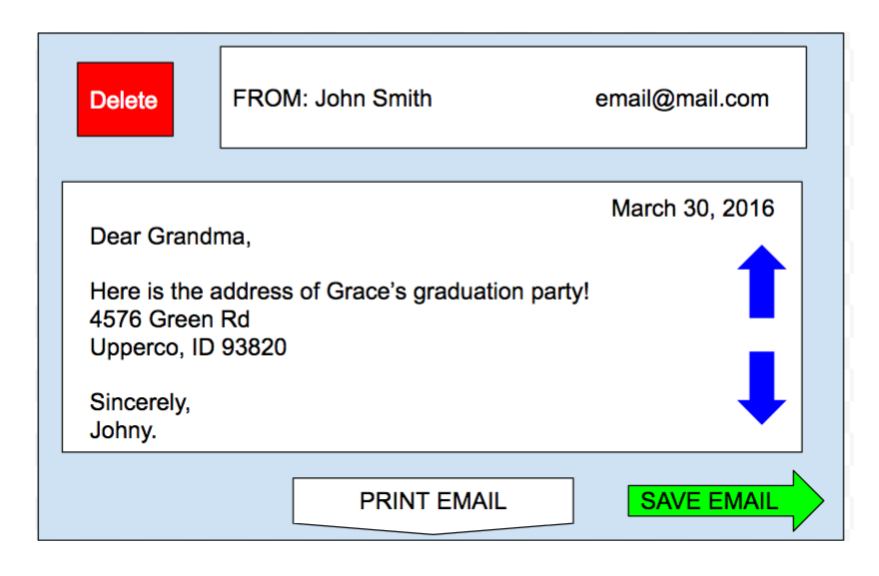 Delete
FROM: John Smith email@mail.com
March 30, 2016
Dear Grandma,
Here is the address of Grace’s graduation party!
4576 Green Rd
Upperco, ID 93820
Sincerely,
Johny.
PRINT EMAIL
SAVE EMAIL